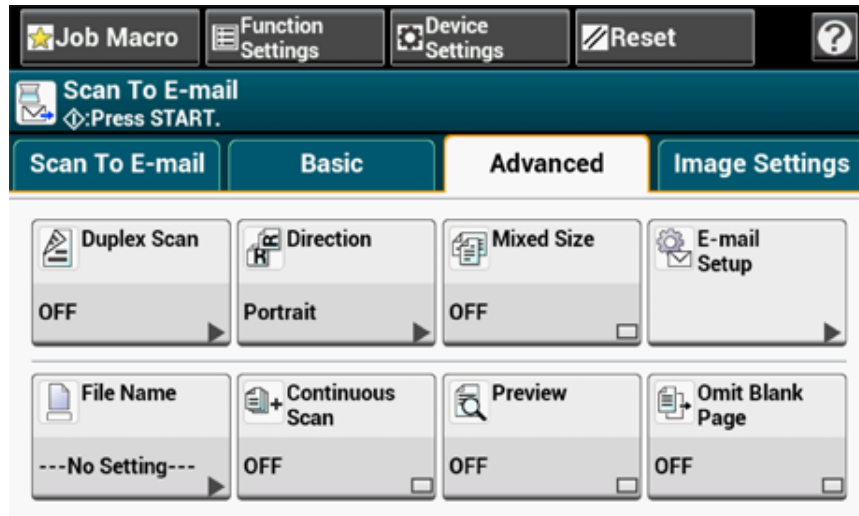 Job Macro
Function
Settings
Device
Settings
Reset
?
Scan To E-mail
:Press START.
Scan To E-mail
Basic
Advanced
Image Settings
Duplex Scan
OFF
Direction
Portrait
Mixed Size
OFF
E-mail
Setup
File Name
---No Setting---
Continuous
Scan
OFF
Preview
OFF
Omit Blank
Page
OFF